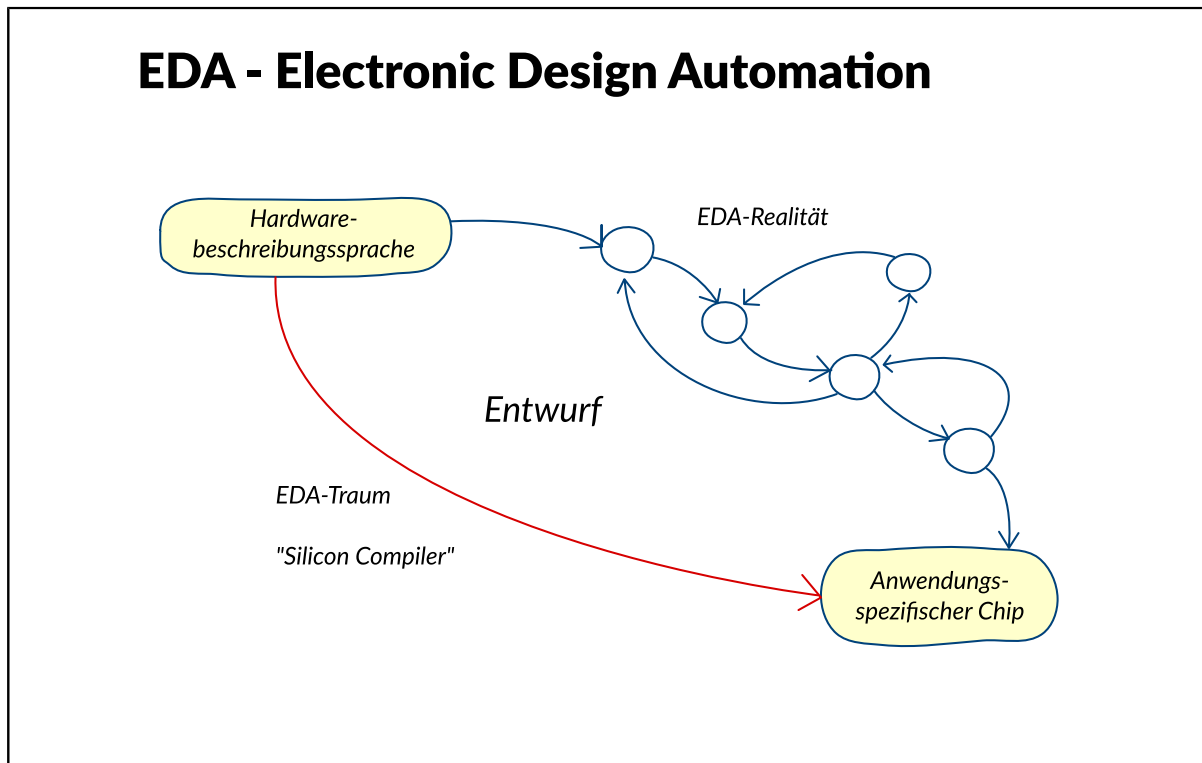 EDA - Electronic Design Automation
Hardware-
beschreibungssprache
EDA-Realität
Entwurf
EDA-Traum
"Silicon Compiler"
Anwendungs-
spezifischer Chip